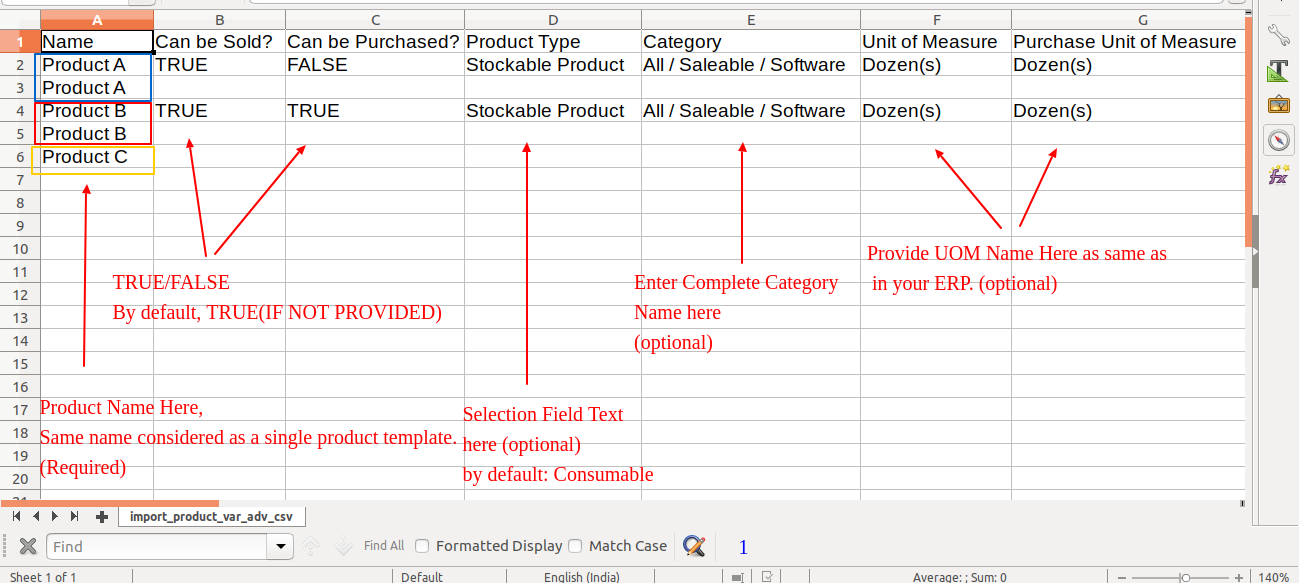 A B C D E F G
1 Name Can be Sold? Can be Purchased? Product Type Category Unit of Measure Purchase Unit of Measure
2 Product A TRUE FALSE Stockable Product All / Saleable / Software Dozen(s) Dozen(s)
3 Product A
4 Product B TRUE TRUE Stockable Product All / Saleable / Software Dozen(s) Dozen(s)
5 Product B
6 Product C
7
8
9
10
11
12
13
14
15
16
17
18
19
20
21
Provide UOM Name Here as same as
in your ERP. (optional)
TRUE/FALSE
By default, TRUE(IF NOT PROVIDED)
Enter Complete Category
Name here
(optional)
Product Name Here,
Same name considered as a single product template.
(Required)
Selection Field Text
here (optional)
by default: Consumable
import_product_var_adv_csv
Find Find All Formatted Display Match Case 1
Sheet 1 of 1 Default English (India) Average: ; Sum: 0 140%